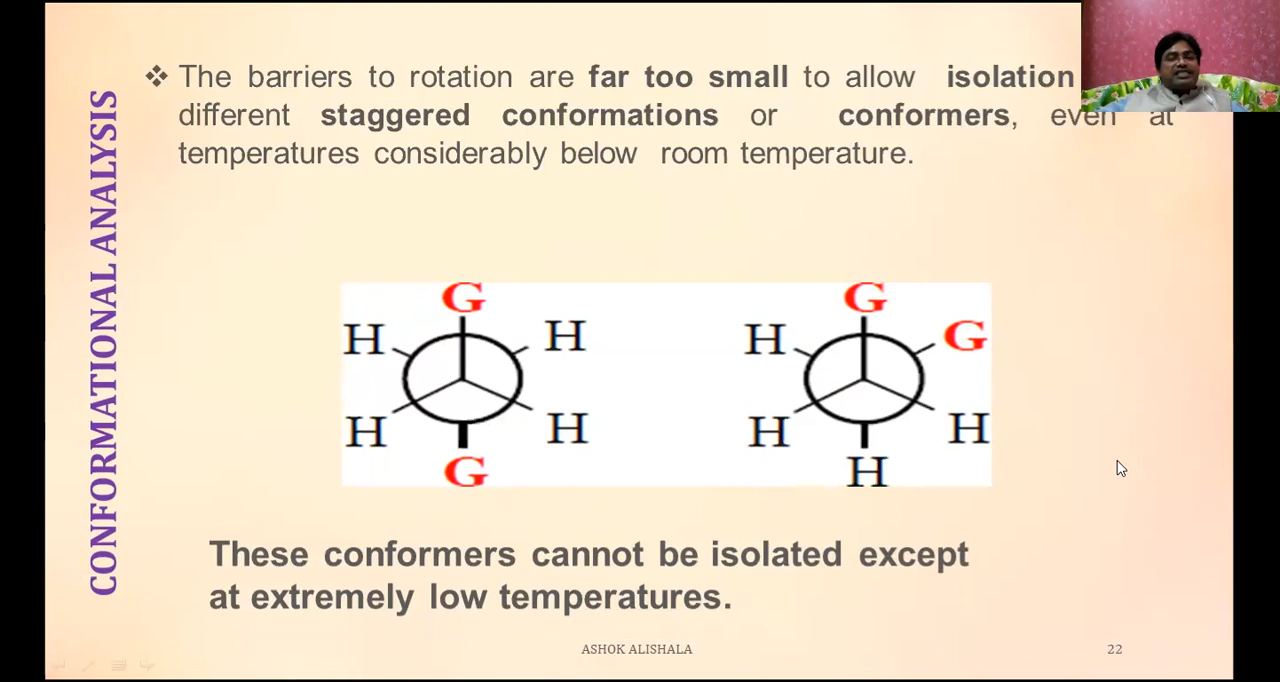 CONFORMATIONAL ANALYSIS
❖ The barriers to rotation are far too small to allow isolation
different staggered conformations or conformers, even at
temperatures considerably below room temperature.
G G
H H H G
H H H H
G H
These conformers cannot be isolated except
at extremely low temperatures.
ASHOK ALISHALA 22